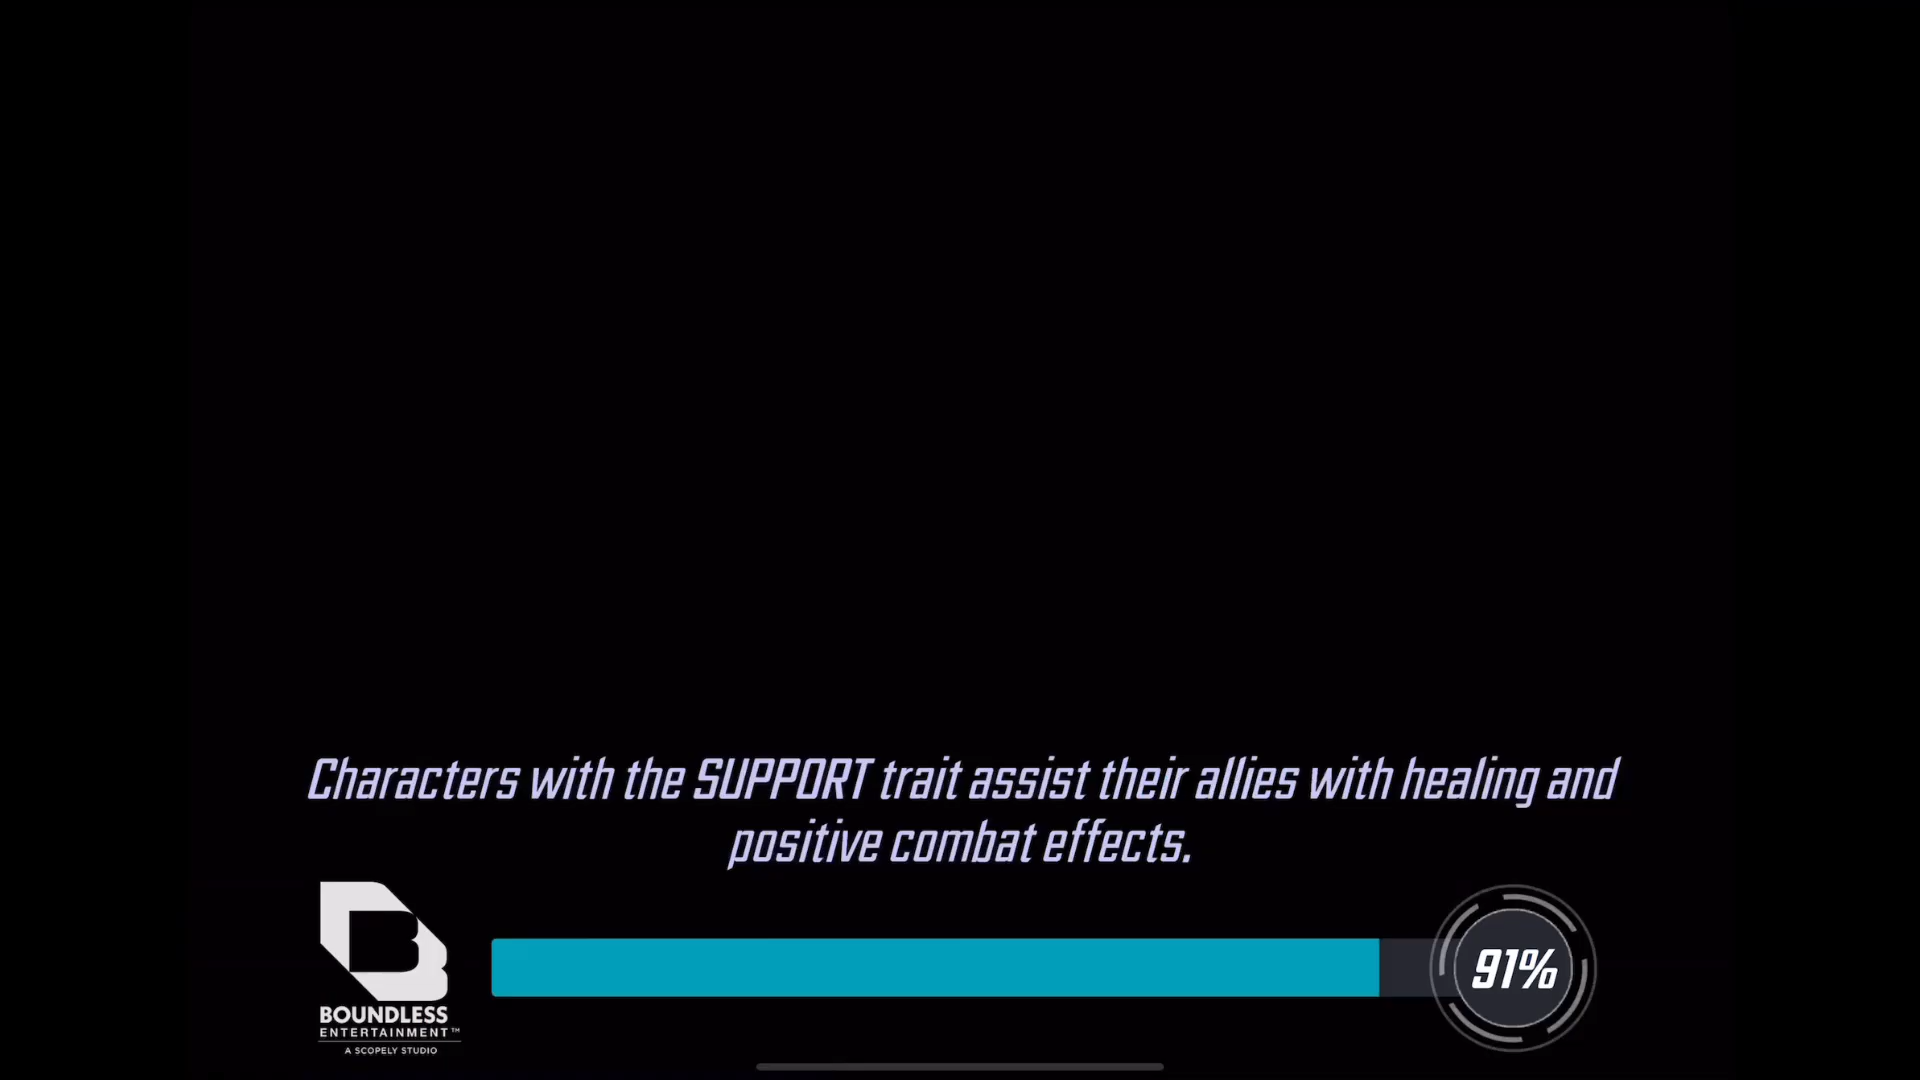 Characters with the SUPPORT trait assist their allies with healing and
positive combat effects.
91%
BOUNDLESS
ENTERTAINMENT™
A SCOPELY STUDIO